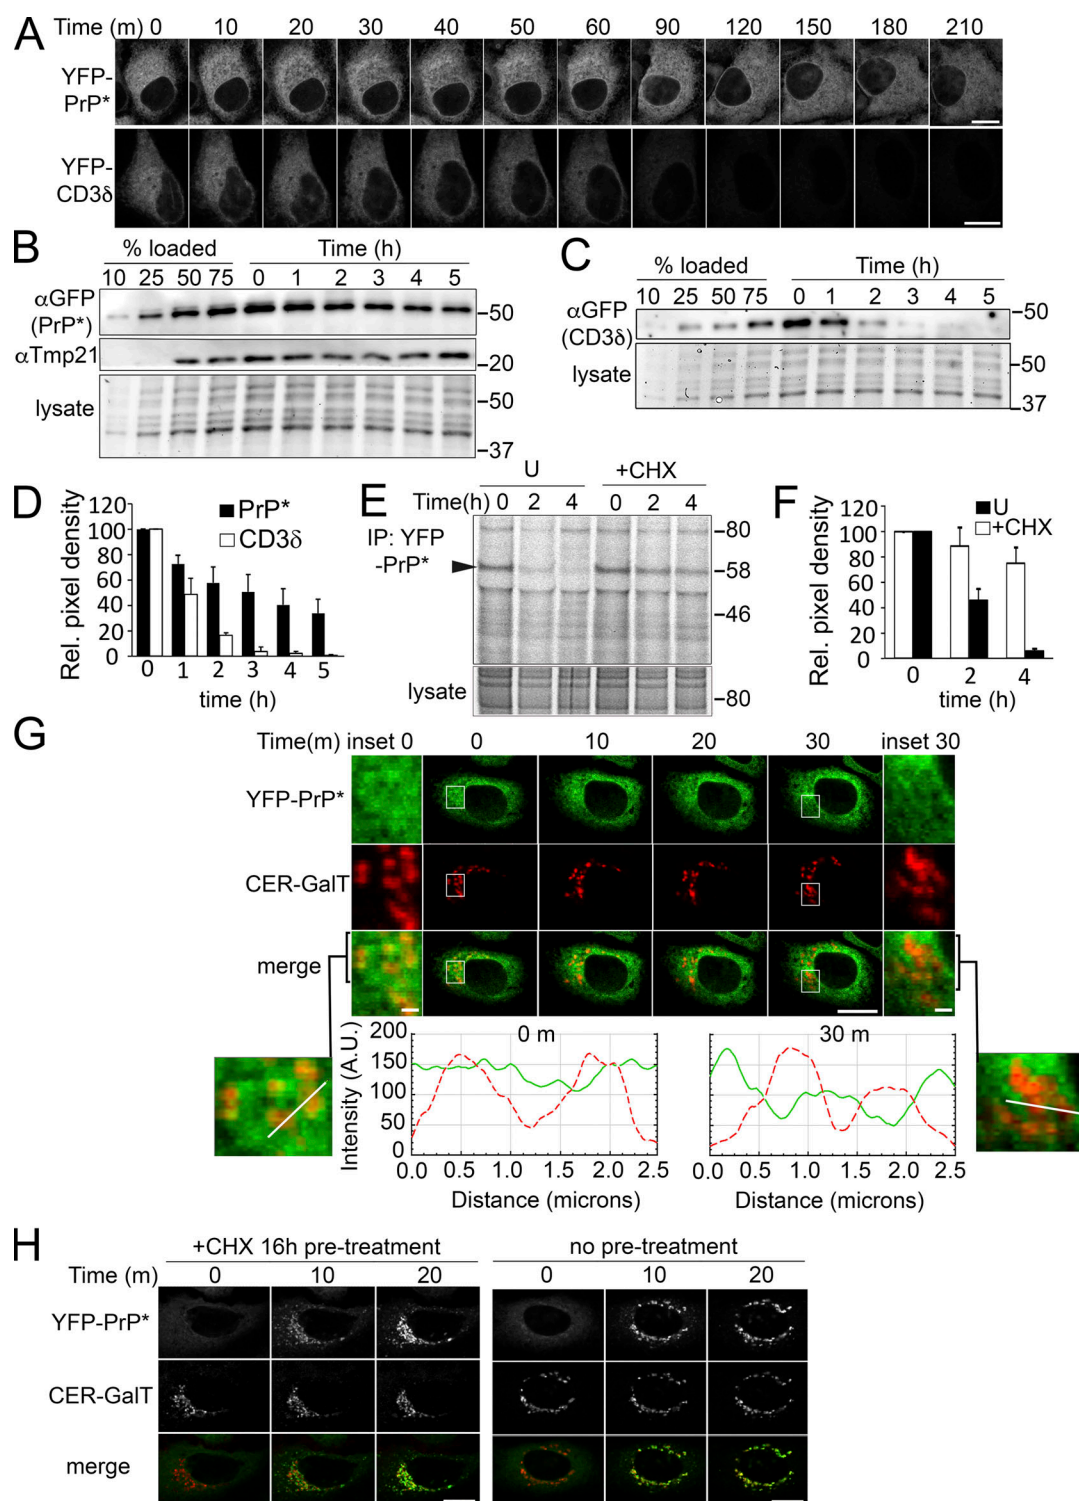 A
Time (m) 0 10 20 30 40 50 60 90 120 150 180 210
YFP-
PrP*
YFP-
CD3δ
B
% loaded Time (h)
10 25 50 75 0 1 2 3 4 5
αGFP
(PrP*)
–50
αTmp21
–20
lysate
–50
–37
C
% loaded Time (h)
10 25 50 75 0 1 2 3 4 5
αGFP
(CD3δ)
–50
lysate
–50
–37
D
Rel. pixel density
120
100
80
60
40
20
0
PrP*
CD3δ
0 1 2 3 4 5
time (h)
E
U +CHX
Time(h) 0 2 4 0 2 4
IP: YFP
-PrP*
–80
–58
–46
lysate
–80
F
Rel. pixel density
120
100
80
60
40
20
0
U
+CHX
0 2 4
time (h)
G
Time(m) inset 0 0 10 20 30 inset 30
YFP-PrP*
CER-GalT
merge
Intensity (A.U.)
200
150
100
50
0
0 m
30 m
0.0 0.5 1.0 1.5 2.0 2.5
0.0 0.5 1.0 1.5 2.0 2.5
Distance (microns)
Distance (microns)
H
+CHX 16h pre-treatment no pre-treatment
Time (m) 0 10 20 0 10 20
YFP-PrP*
CER-GalT
merge